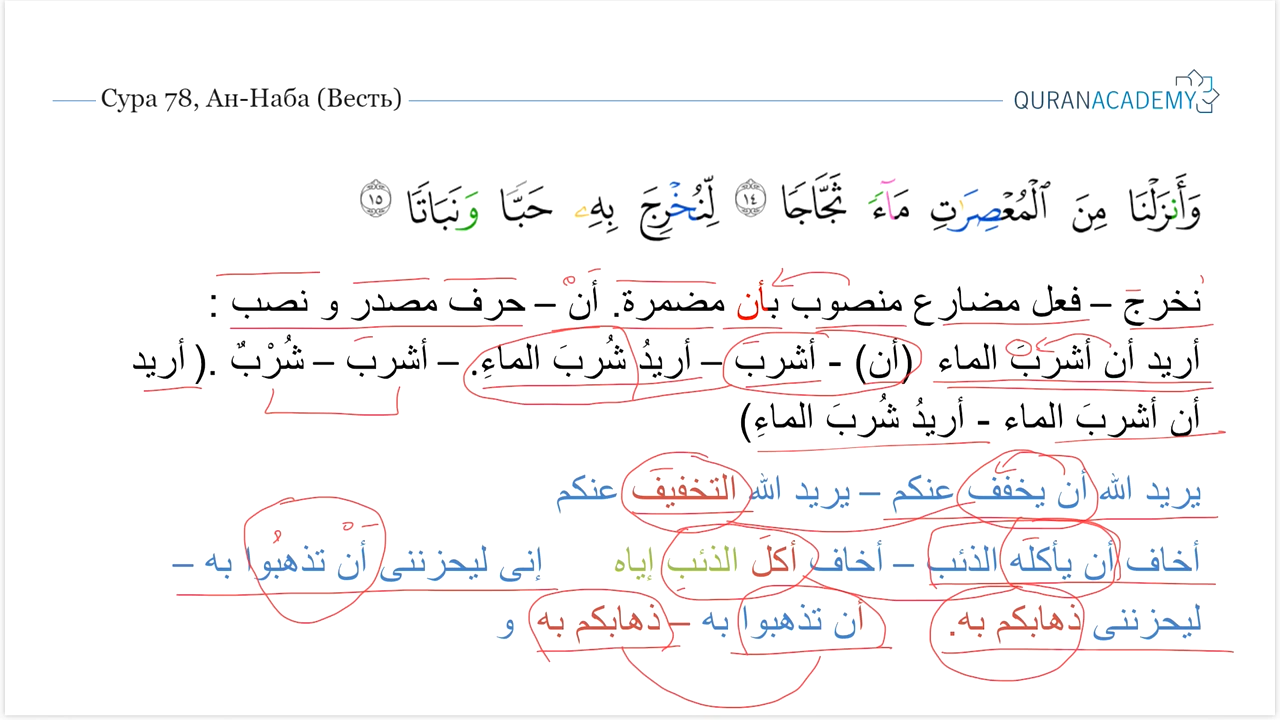 Сура 78, Ан-Наба (Весть)
QURANACADEMY
وَأَنزَلْنَا مِنَ ٱلْمُعْصِرَٰتِ مَآءً ثَجَّاجًا ١٤ لِّنُخْرِجَ بِهِۦ حَبًّا وَنَبَاتًا ١٥
نخرجَ – فعل مضارع منصوب بأن مضمرة. أنْ – حرف مصدر و نصب :
أريد أن أشربَ الماء (أن) - أشربَ – أريدُ شُربَ الماءِ. – أشربَ – شُرْبٌ .( أريد
أن أشربَ الماء - أريدُ شُربَ الماءِ)
يريد الله أن يخفف عنكم – يريد الله التخفيف عنكم
أخاف أن يأكله الذئب – أخاف أكلَ الذئبِ إياه إنى ليحزننى أن تذهبوا به –
ليحزننى ذهابكم به. أن تذهبوا به – ذهابكم به و